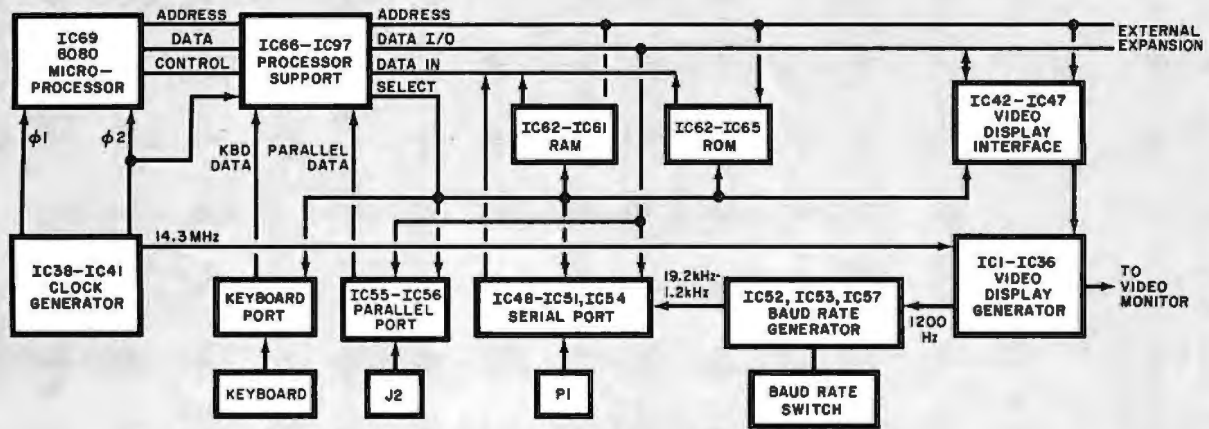 ADDRESS
IC69
8080
MICRO-
PROCESSOR
DATA
CONTROL
IC66-IC97
PROCESSOR
SUPPORT
ADDRESS
DATA I/O
DATA IN
SELECT
EXTERNAL
EXPANSION
IC62-IC61
RAM
IC62-IC65
ROM
IC42-IC47
VIDEO
DISPLAY
INTERFACE
ϕ1
ϕ2
KBD
DATA
PARALLEL
DATA
IC38-IC41
CLOCK
GENERATOR
14.3MHz
KEYBOARD
PORT
IC55-IC56
PARALLEL
PORT
IC48-IC51, IC54
SERIAL PORT
19.2kHz-
1.2kHz
IC52, IC53, IC57
BAUD RATE
GENERATOR
1200
Hz
IC1-IC36
VIDEO
DISPLAY
GENERATOR
TO
VIDEO
MONITOR
KEYBOARD
J2
P1
BAUD RATE
SWITCH